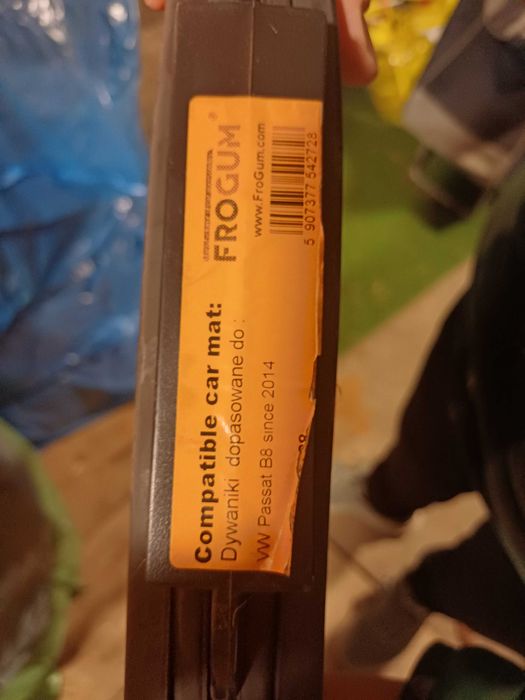 FROGUM®
www.FroGum.com
5 907377 542728
Compatible car mat:
Dywaniki dopasowane do :
VW Passat B8 since 2014